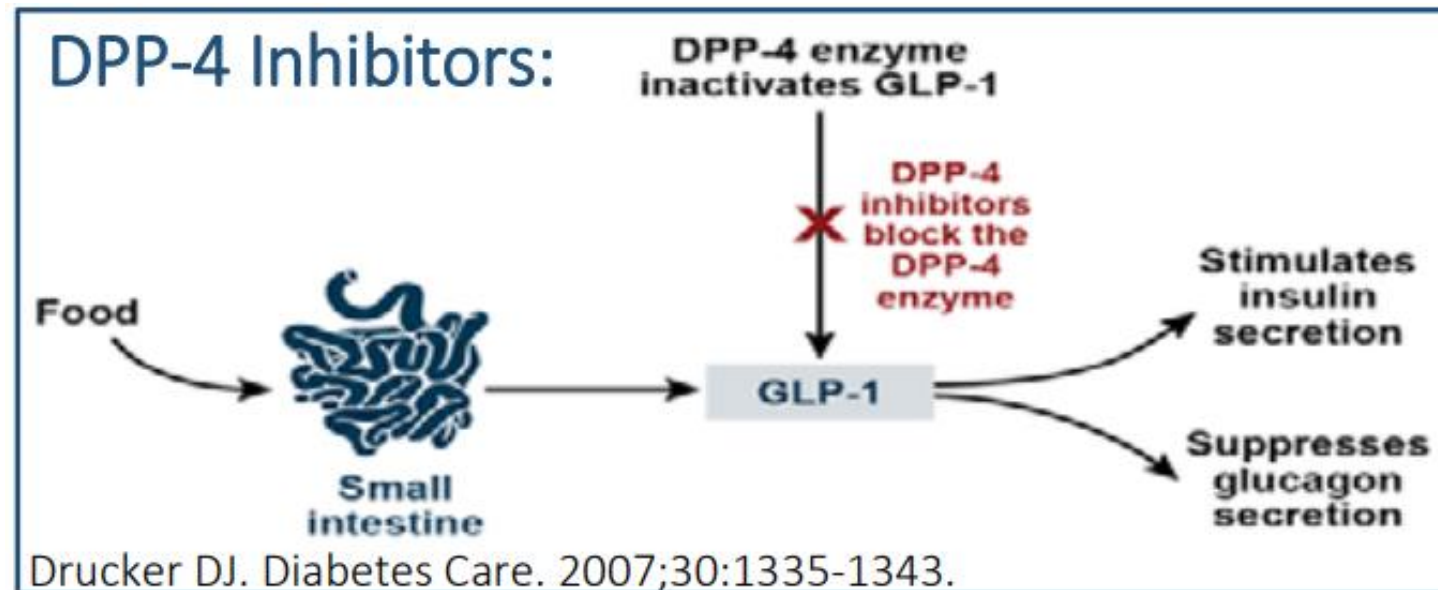 DPP-4 Inhibitors:
DPP-4 enzyme
inactivates GLP-1
DPP-4
inhibitors
block the
DPP-4
enzyme
Food
Small
intestine
GLP-1
Stimulates
insulin
secretion
Suppresses
glucagon
secretion
Drucker DJ. Diabetes Care. 2007;30:1335-1343.